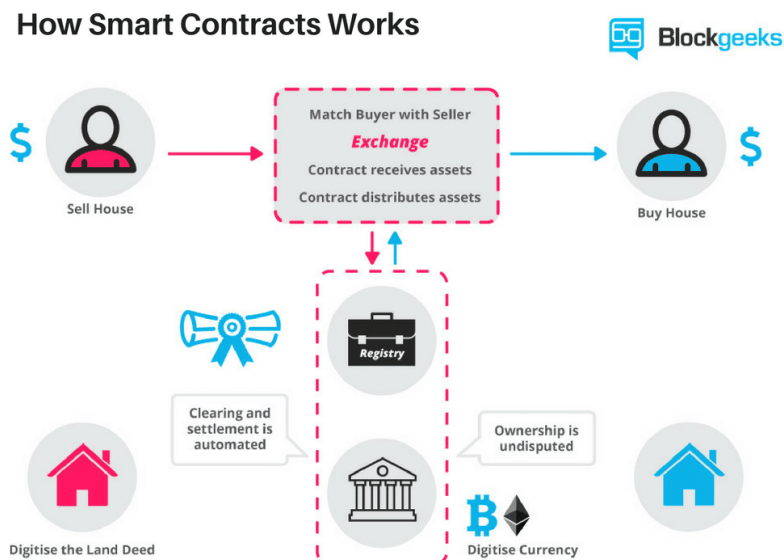 How Smart Contracts Works
Blockgeeks
Match Buyer with Seller
Exchange
Contract receives assets
Contract distributes assets
$
Sell House
Buy House
$
Registry
Clearing and
settlement is
automated
Ownership is
undisputed
Digitise the Land Deed
Digitise Currency